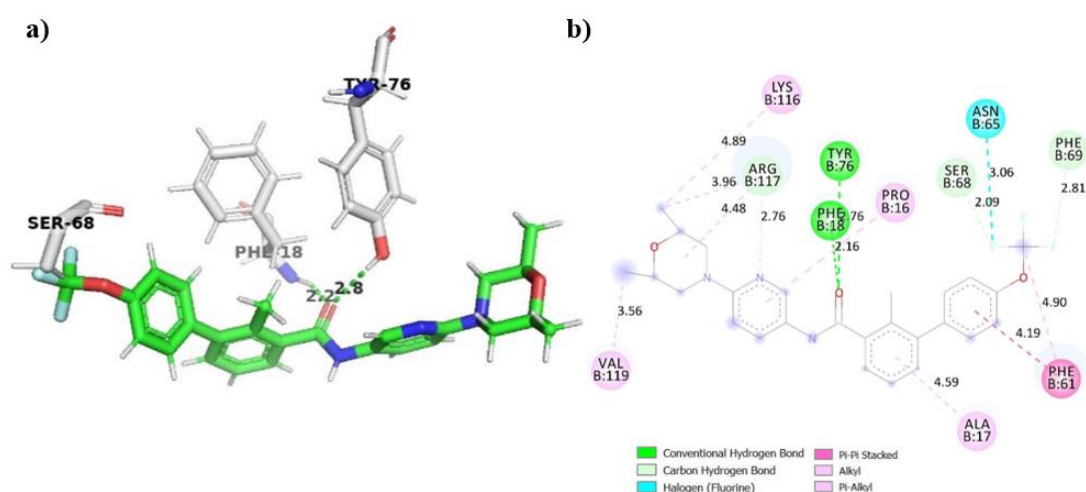 a)
TYR-76
SER-68
PHE-18
2.2
2.8
b)
LYS
B:116
ASN
B:65
PHE
B:69
4.89
TYR
B:76
SER
B:68
3.06
ARG
B:117
3.96
2.09
2.81
PRO
B:16
4.48
2.76
PHE
B:18
2.76
2.16
O
N
N
O
N
O
3.56
4.90
4.19
VAL
B:119
4.59
PHE
B:61
ALA
B:17
Conventional Hydrogen Bond
Carbon Hydrogen Bond
Halogen (Fluorine)
Pi-Pi Stacked
Alkyl
Pi-Alkyl